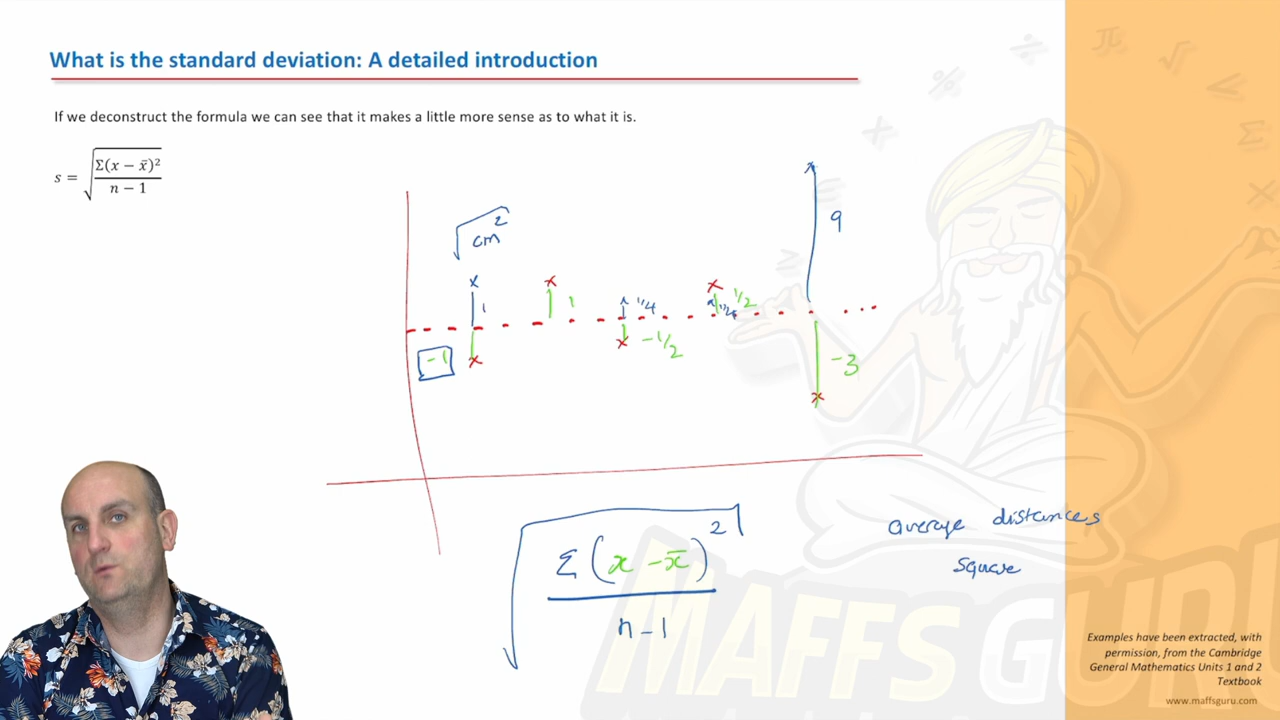 What is the standard deviation: A detailed introduction
If we deconstruct the formula we can see that it makes a little more sense as to what it is.
s = √(Σ(x − x̄)² / (n − 1))
√cm²
9
x
x
1
x
1
1/4
x
1/2
1/4
-1
x
x
-1/2
-3
x
√(Σ(x - x̄)² / (n - 1))
average distances
square
MAFFS GURU
Examples have been extracted, with
permission, from the Cambridge
General Mathematics Units 1 and 2
Textbook
www.maffsguru.com